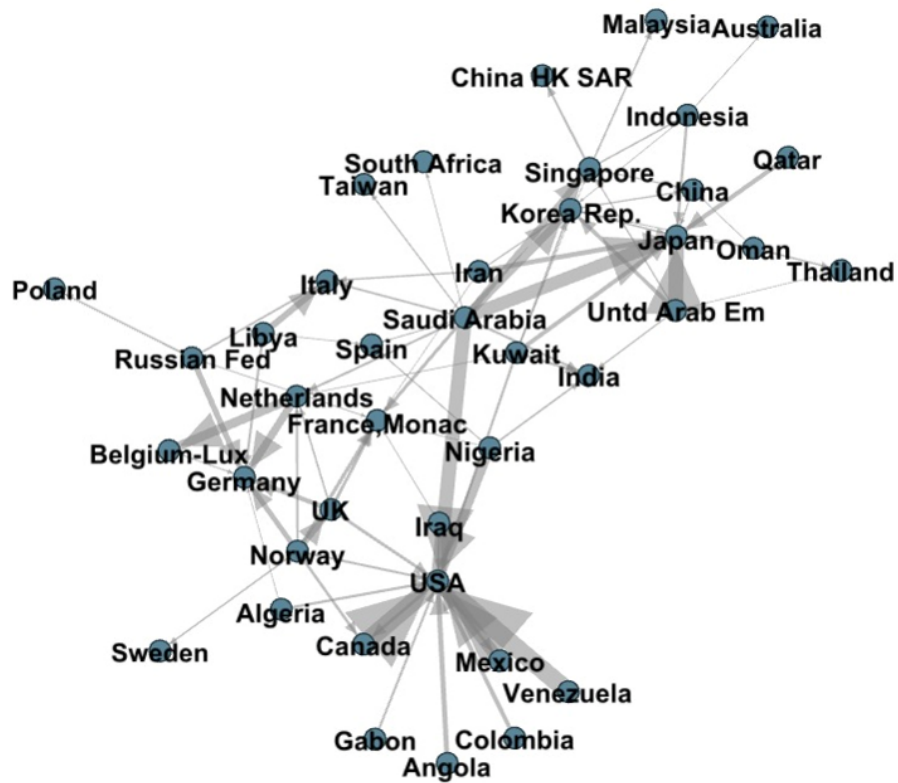 Malaysia
Australia
China HK SAR
Indonesia
South Africa
Qatar
Singapore
Taiwan
China
Korea Rep.
Japan
Oman
Iran
Thailand
Italy
Poland
Saudi Arabia
Untd Arab Em
Libya
Spain
Kuwait
Russian Fed
India
Netherlands
France,Monac
Belgium-Lux
Nigeria
Germany
UK
Iraq
Norway
USA
Algeria
Canada
Sweden
Mexico
Venezuela
Gabon
Colombia
Angola